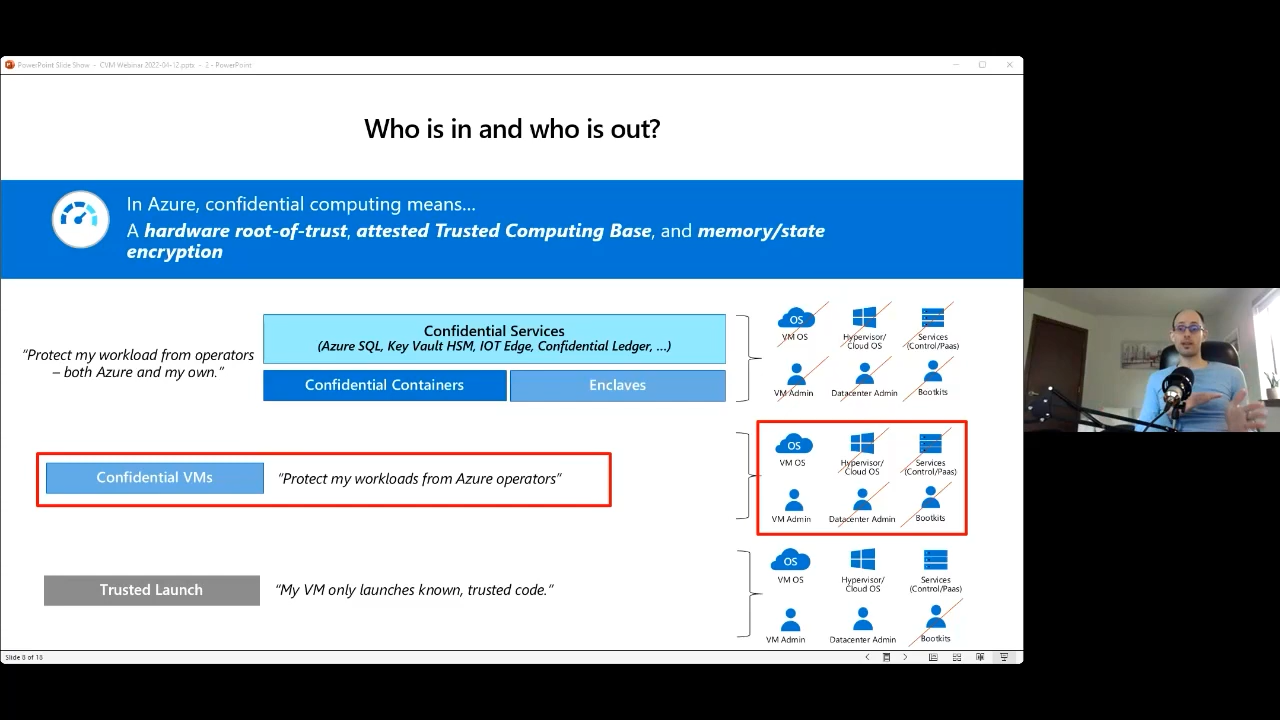 PowerPoint Slide Show - CVM Webinar 2022-04-12.pptx - 2 - PowerPoint
Who is in and who is out?
In Azure, confidential computing means...
A hardware root-of-trust, attested Trusted Computing Base, and memory/state
encryption
"Protect my workload from operators
– both Azure and my own."
Confidential Services
(Azure SQL, Key Vault HSM, IOT Edge, Confidential Ledger, ...)
Confidential Containers
Enclaves
OS
VM OS
Hypervisor/
Cloud OS
Services
(Control/Paas)
VM Admin
Datacenter Admin
Bootkits
Confidential VMs
"Protect my workloads from Azure operators"
OS
VM OS
Hypervisor/
Cloud OS
Services
(Control/Paas)
VM Admin
Datacenter Admin
Bootkits
Trusted Launch
"My VM only launches known, trusted code."
OS
VM OS
Hypervisor/
Cloud OS
Services
(Control/Paas)
VM Admin
Datacenter Admin
Bootkits
Slide 8 of 18